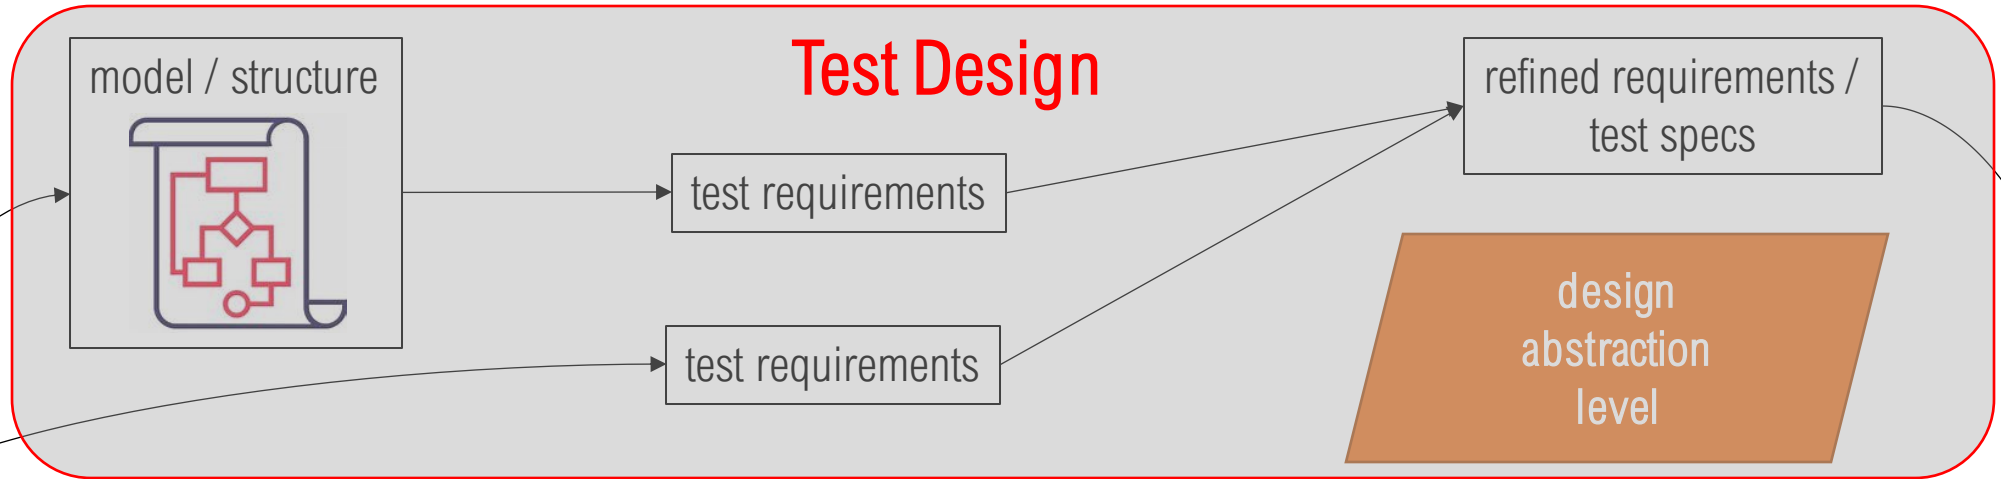 Test Design
model / structure
test requirements
test requirements
refined requirements /
test specs
design
abstraction
level